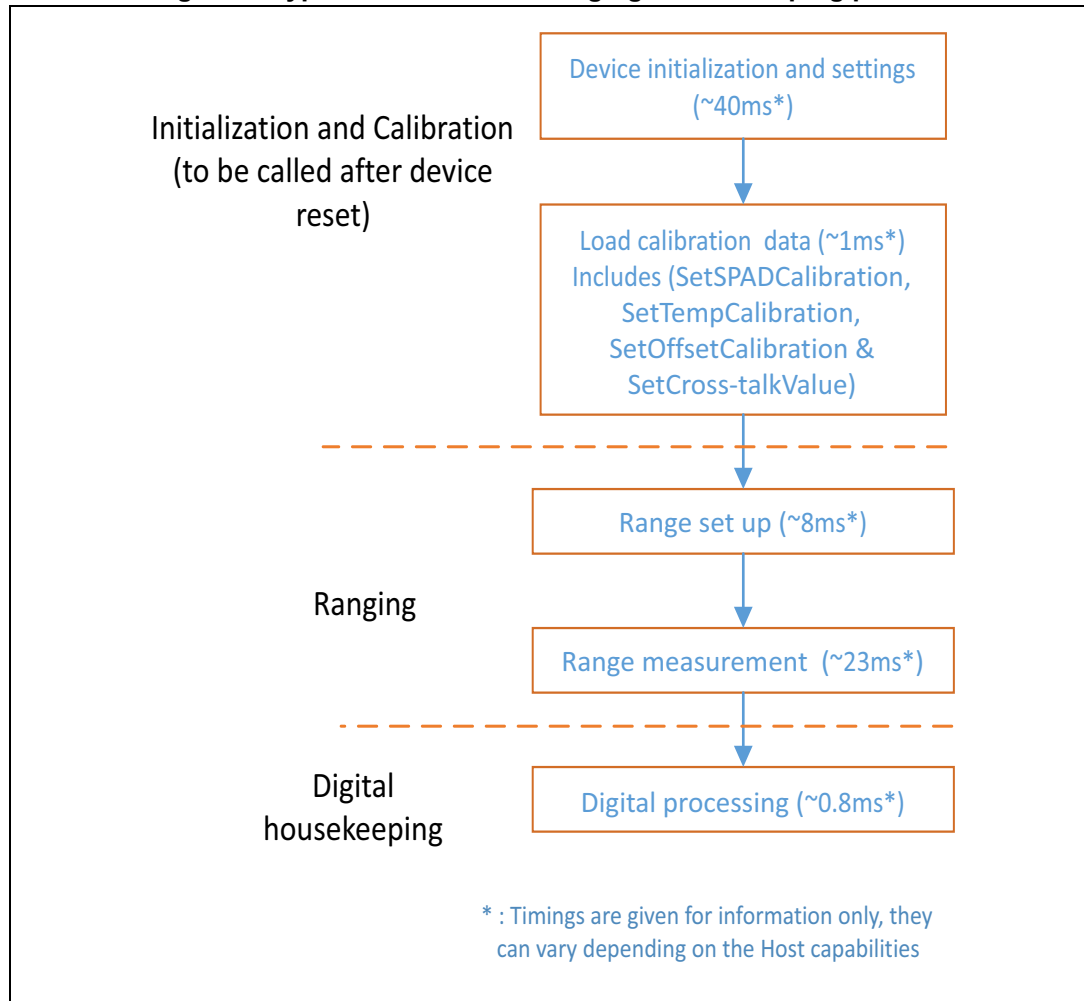 Device initialization and settings
(~40ms*)
Initialization and Calibration
(to be called after device
reset)
Load calibration data (~1ms*)
Includes (SetSPADCalibration,
SetTempCalibration,
SetOffsetCalibration &
SetCross-talkValue)
Range set up (~8ms*)
Ranging
Range measurement (~23ms*)
Digital
housekeeping
Digital processing (~0.8ms*)
* : Timings are given for information only, they
can vary depending on the Host capabilities